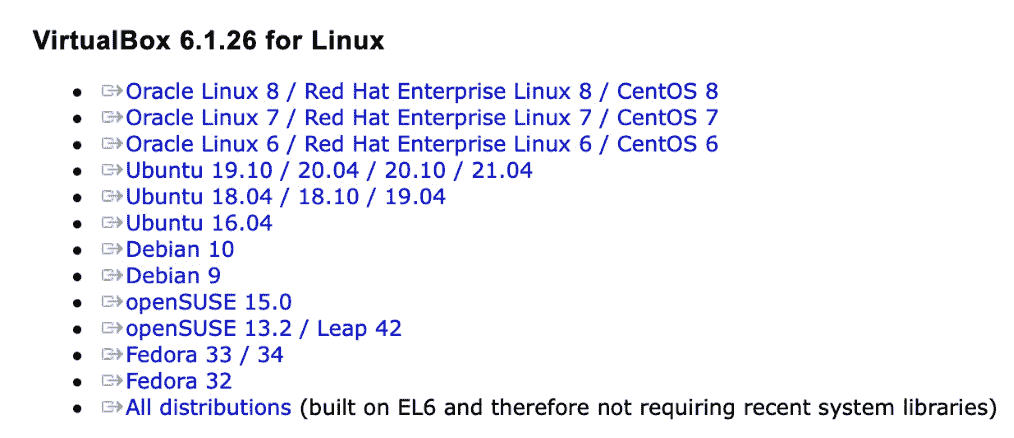 VirtualBox 6.1.26 for Linux
Oracle Linux 8 / Red Hat Enterprise Linux 8 / CentOS 8
Oracle Linux 7 / Red Hat Enterprise Linux 7 / CentOS 7
Oracle Linux 6 / Red Hat Enterprise Linux 6 / CentOS 6
Ubuntu 19.10 / 20.04 / 20.10 / 21.04
Ubuntu 18.04 / 18.10 / 19.04
Ubuntu 16.04
Debian 10
Debian 9
openSUSE 15.0
openSUSE 13.2 / Leap 42
Fedora 33 / 34
Fedora 32
All distributions (built on EL6 and therefore not requiring recent system libraries)